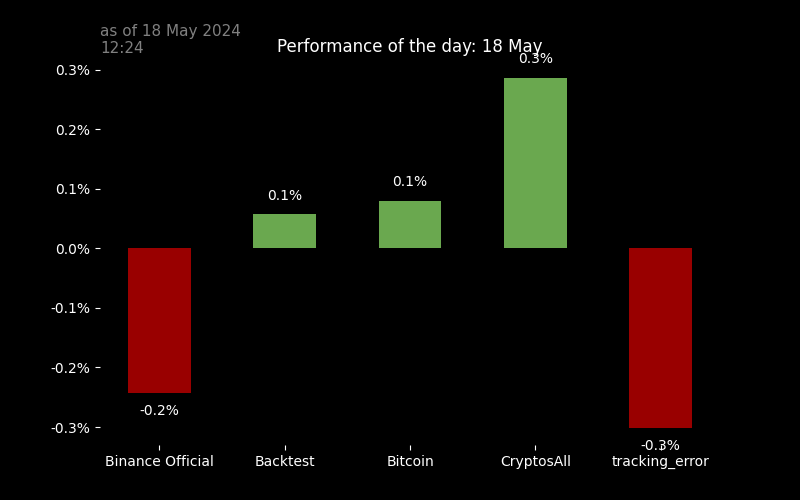 as of 18 May 2024
12:24
Performance of the day: 18 May
0.3%
0.3%
0.2%
0.1%
0.1%
0.1%
0.0%
-0.1%
-0.2%
-0.2%
-0.3%
-0.3%
Binance Official
Backtest
Bitcoin
CryptosAll
tracking_error